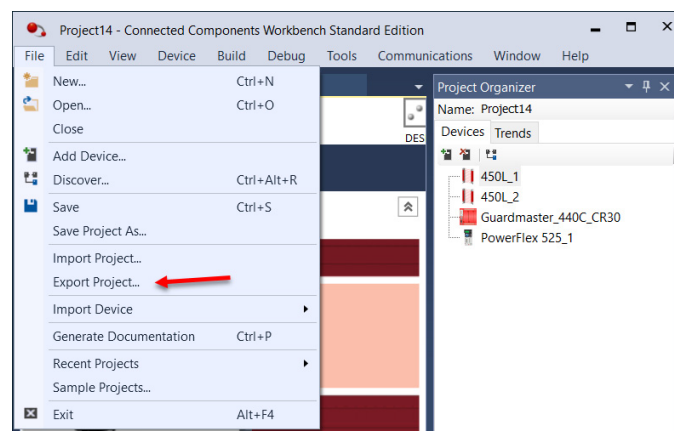 Project14 - Connected Components Workbench Standard Edition
File Edit View Device Build Debug Tools Communications Window Help
New... Ctrl+N
Open... Ctrl+O
Close
Add Device...
Discover... Ctrl+Alt+R
Save Ctrl+S
Save Project As...
Import Project...
Export Project...
Import Device
Generate Documentation Ctrl+P
Recent Projects
Sample Projects...
Exit Alt+F4
DES
Project Organizer
Name: Project14
Devices Trends
450L_1
450L_2
Guardmaster_440C_CR30
PowerFlex 525_1